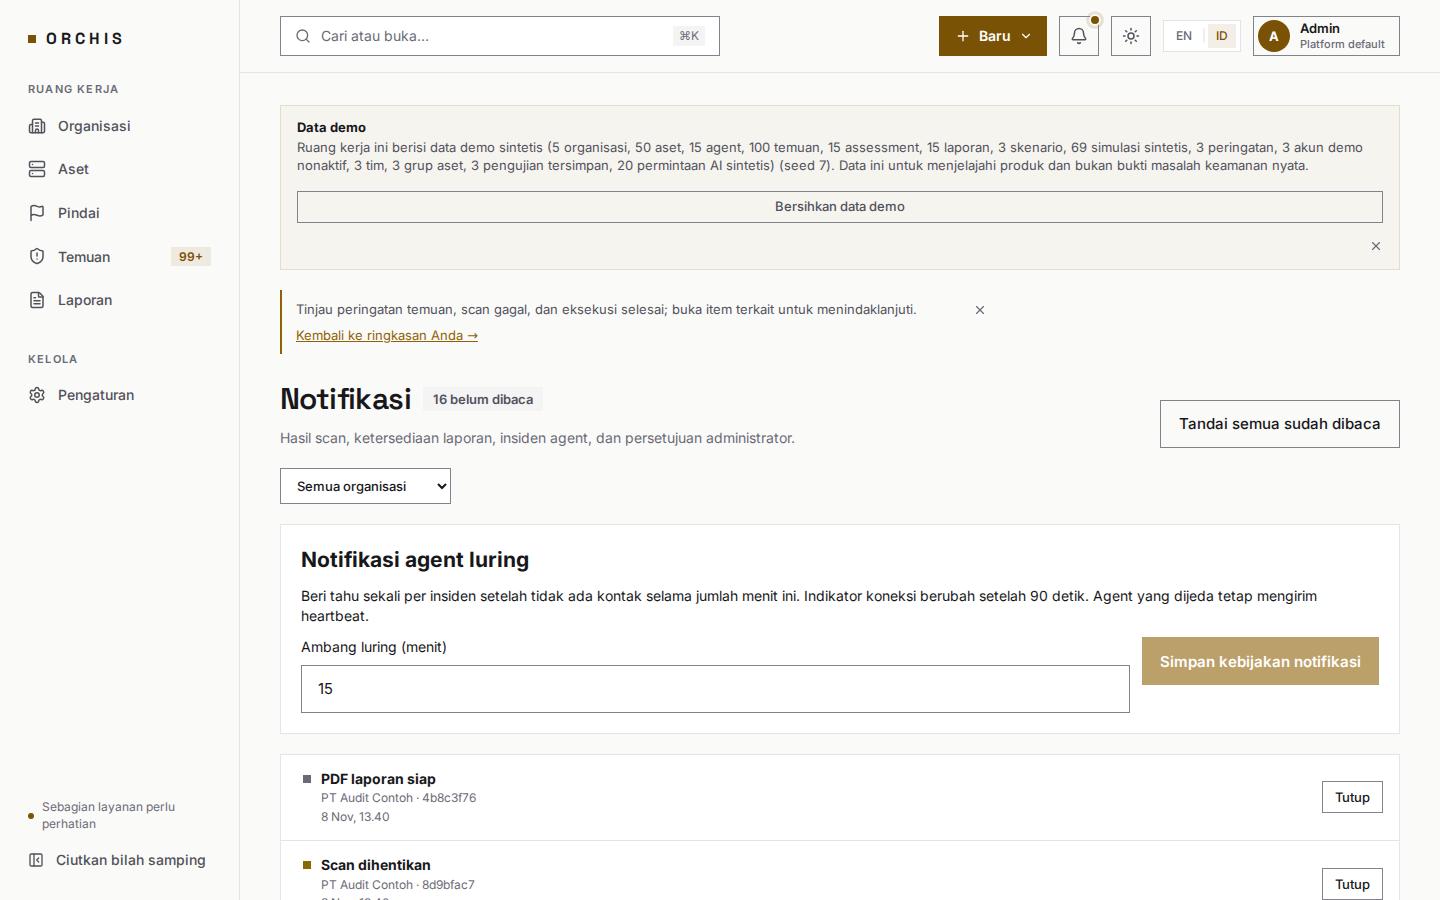 ORCHIS
Cari atau buka...
⌘K
Baru
EN
ID
A
Admin
Platform default
RUANG KERJA
Organisasi
Aset
Pindai
Temuan
99+
Laporan
KELOLA
Pengaturan
Sebagian layanan perlu
perhatian
Ciutkan bilah samping
Data demo
Ruang kerja ini berisi data demo sintetis (5 organisasi, 50 aset, 15 agent, 100 temuan, 15 assessment, 15 laporan, 3 skenario, 69 simulasi sintetis, 3 peringatan, 3 akun demo
nonaktif, 3 tim, 3 grup aset, 3 pengujian tersimpan, 20 permintaan AI sintetis) (seed 7). Data ini untuk menjelajahi produk dan bukan bukti masalah keamanan nyata.
Bersihkan data demo
Tinjau peringatan temuan, scan gagal, dan eksekusi selesai; buka item terkait untuk menindaklanjuti.
Kembali ke ringkasan Anda →
Notifikasi
16 belum dibaca
Hasil scan, ketersediaan laporan, insiden agent, dan persetujuan administrator.
Tandai semua sudah dibaca
Semua organisasi
Notifikasi agent luring
Beri tahu sekali per insiden setelah tidak ada kontak selama jumlah menit ini. Indikator koneksi berubah setelah 90 detik. Agent yang dijeda tetap mengirim
heartbeat.
Ambang luring (menit)
15
Simpan kebijakan notifikasi
PDF laporan siap
PT Audit Contoh · 4b8c3f76
8 Nov, 13.40
Tutup
Scan dihentikan
PT Audit Contoh · 8d9bfac7
Tutup